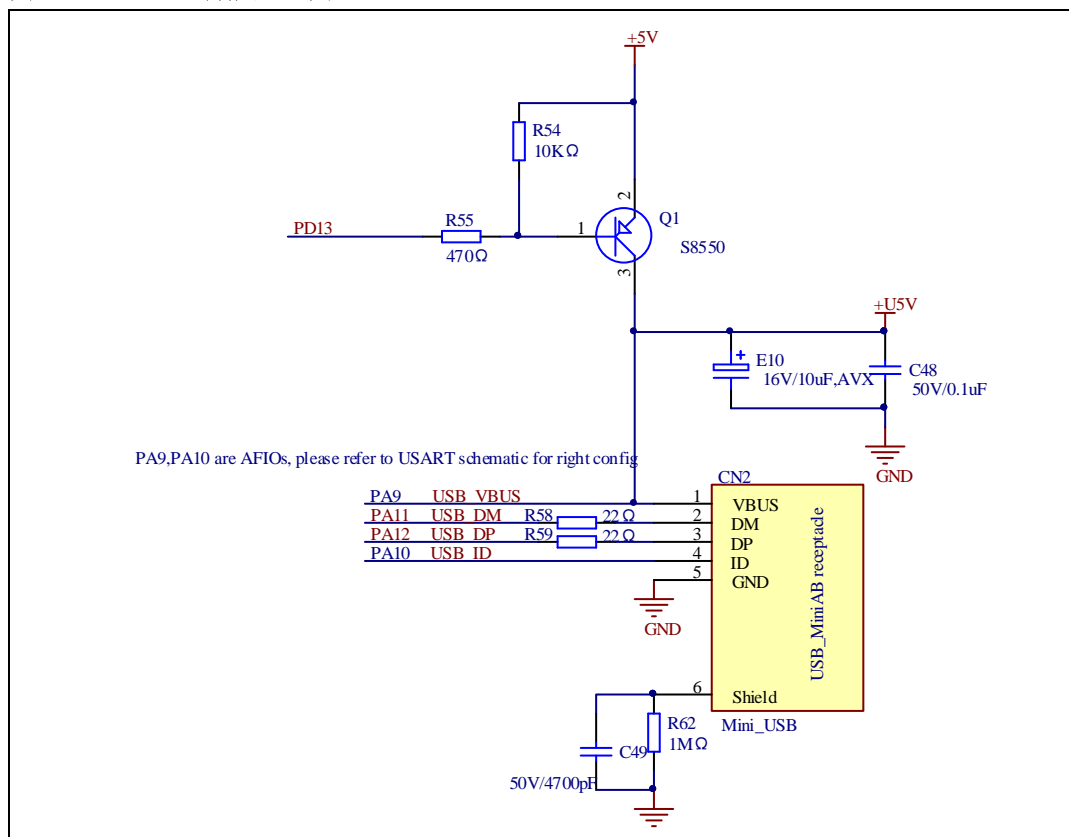 +5V
R54
10KΩ
2
PD13
R55
1
Q1
470Ω
S8550
3
+U5V
E10
16V/10uF,AVX
C48
50V/0.1uF
PA9,PA10 are AFIOs, please refer to USART schematic for right config
GND
CN2
PA9 USB_VBUS 1 VBUS
PA11 USB_DM R58 22Ω 2 DM
PA12 USB_DP R59 22Ω 3 DP
PA10 USB_ID 4 ID
5 GND
GND
USB_MiniAB receptacle
6 Shield
Mini_USB
R62
1MΩ
C49
50V/4700pF